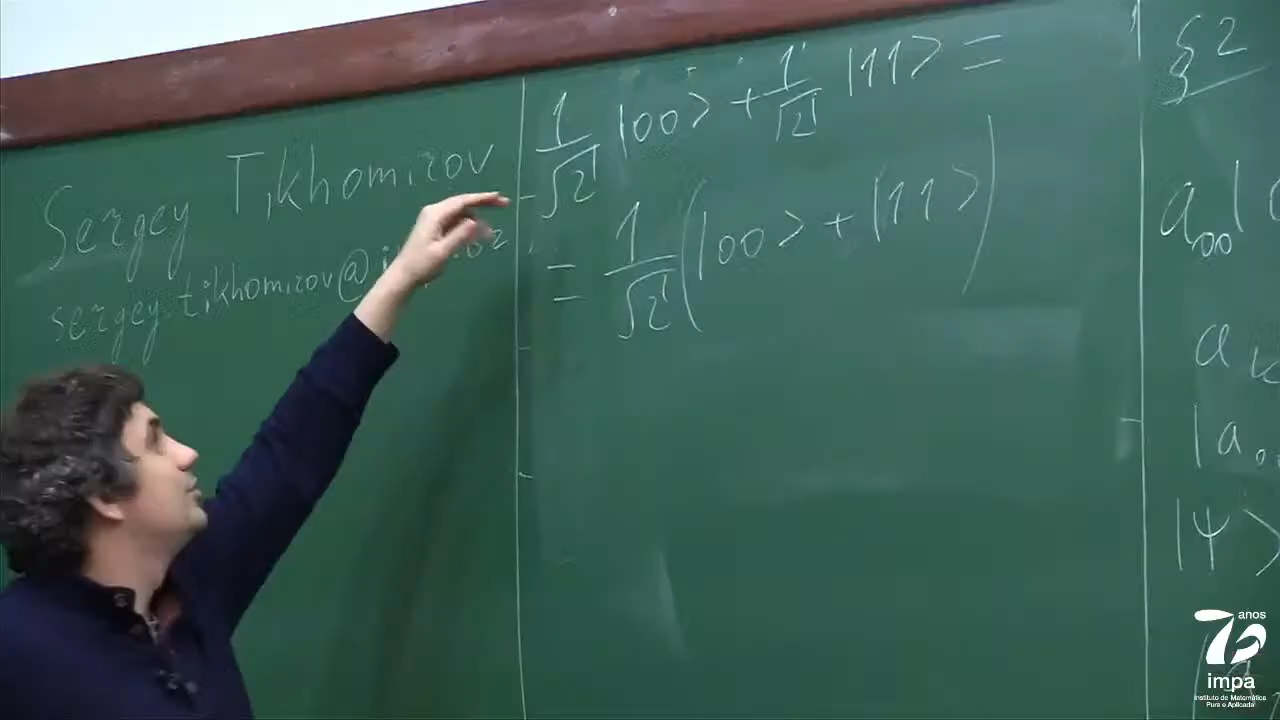 Sergey Tikhomirov
sergey.tikhomirov@
1/√2 |00> + 1/√2 |11> =
= 1/√2 (|00> + |11>)
§2
a₀₀|
a
|a₀
|ψ>
anos
impa
Instituto de Matemática
Pura e Aplicada